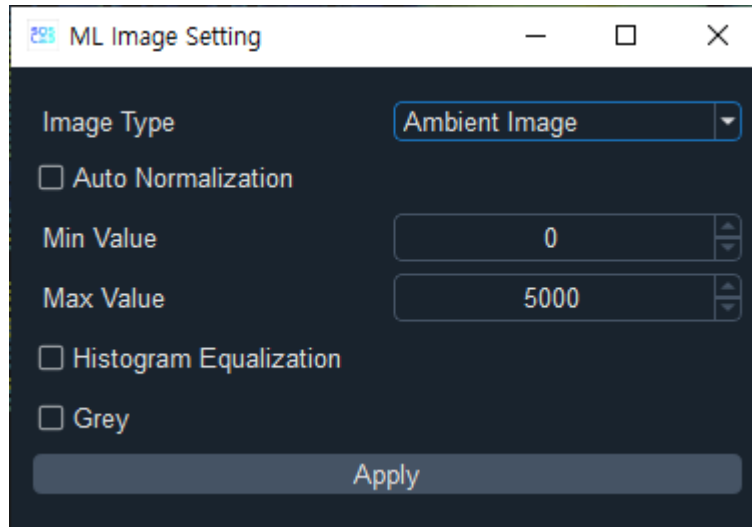 ML Image Setting
Image Type Ambient Image
Auto Normalization
Min Value 0
Max Value 5000
Histogram Equalization
Grey
Apply